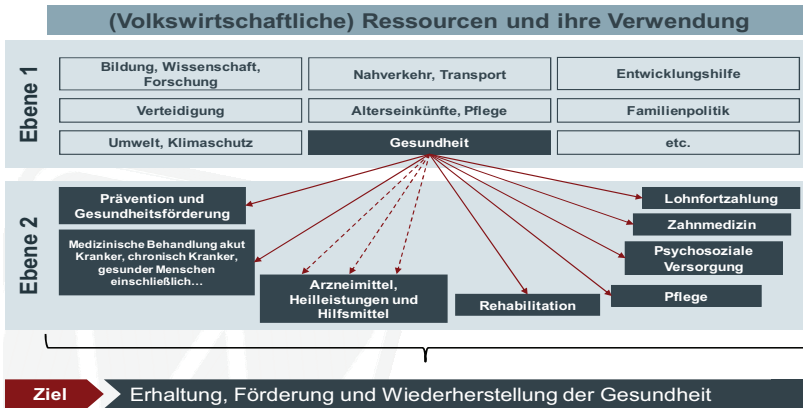 (Volkswirtschaftliche) Ressourcen und ihre Verwendung
Ebene 1
Bildung, Wissenschaft,
Forschung
Nahverkehr, Transport
Entwicklungshilfe
Verteidigung
Alterseinkünfte, Pflege
Familienpolitik
Umwelt, Klimaschutz
Gesundheit
etc.
Ebene 2
Prävention und
Gesundheitsförderung
Medizinische Behandlung akut
Kranker, chronisch Kranker,
gesunder Menschen
einschließlich...
Arzneimittel,
Heilleistungen und
Hilfsmittel
Rehabilitation
Lohnfortzahlung
Zahnmedizin
Psychosoziale
Versorgung
Pflege
Ziel
Erhaltung, Förderung und Wiederherstellung der Gesundheit